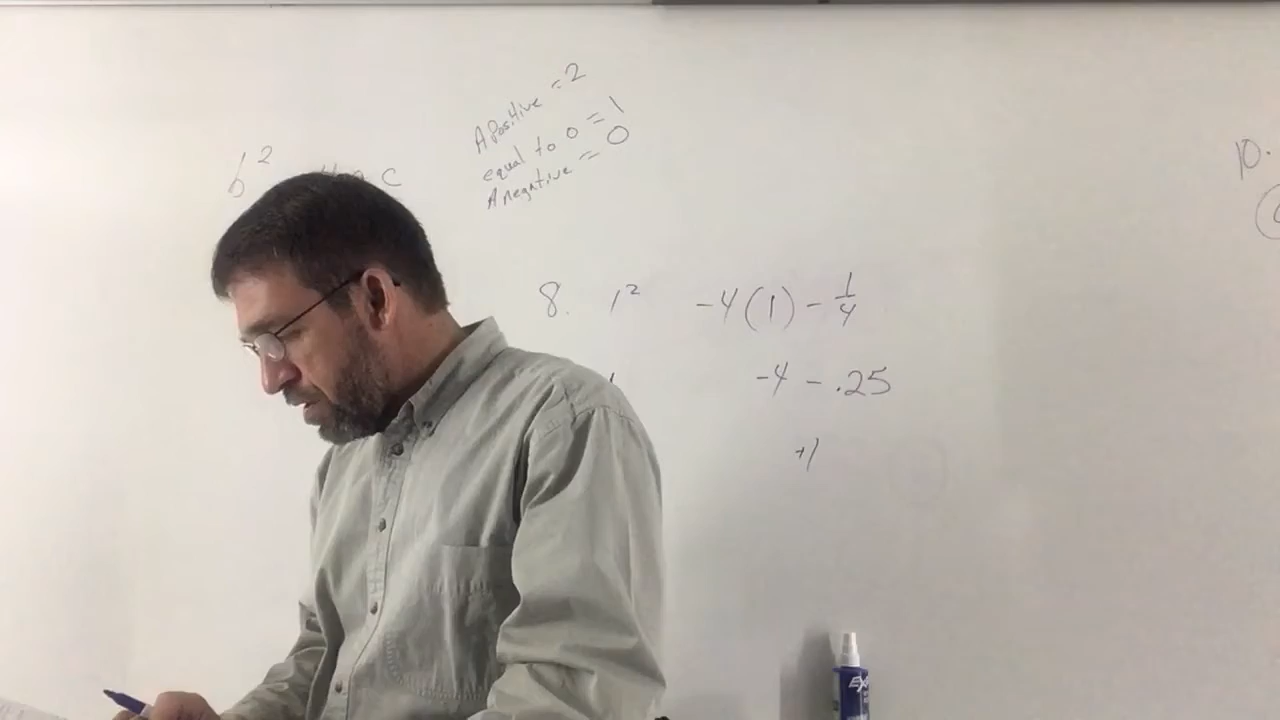 A positive = 2
equal to 0 = 1
A negative = 0
b² c
10.
8. 1² -4(1) - 1/4
-4 - .25
+1